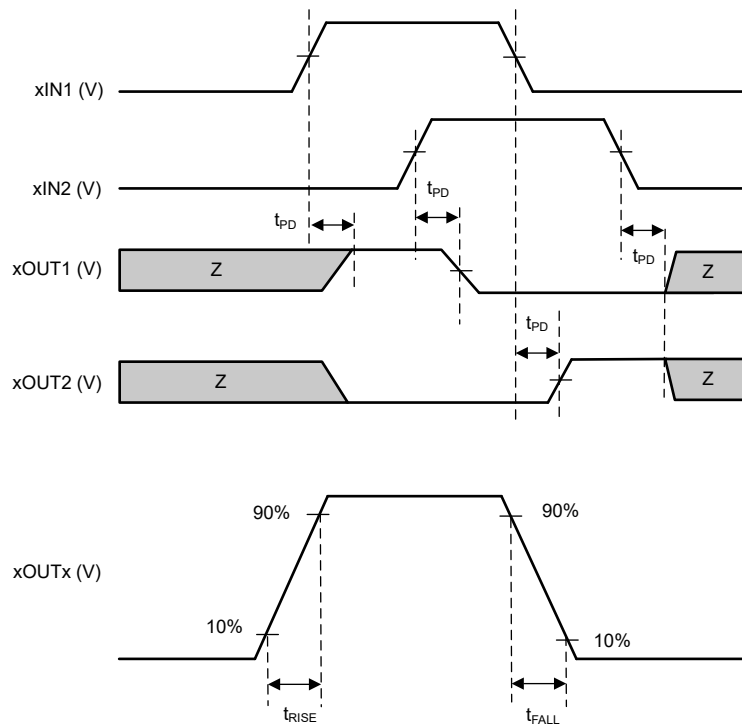 xIN1 (V)
xIN2 (V)
tPD
tPD
xOUT1 (V)
Z
tPD
Z
tPD
xOUT2 (V)
Z
Z
90%
90%
xOUTx (V)
10%
10%
tRISE
tFALL